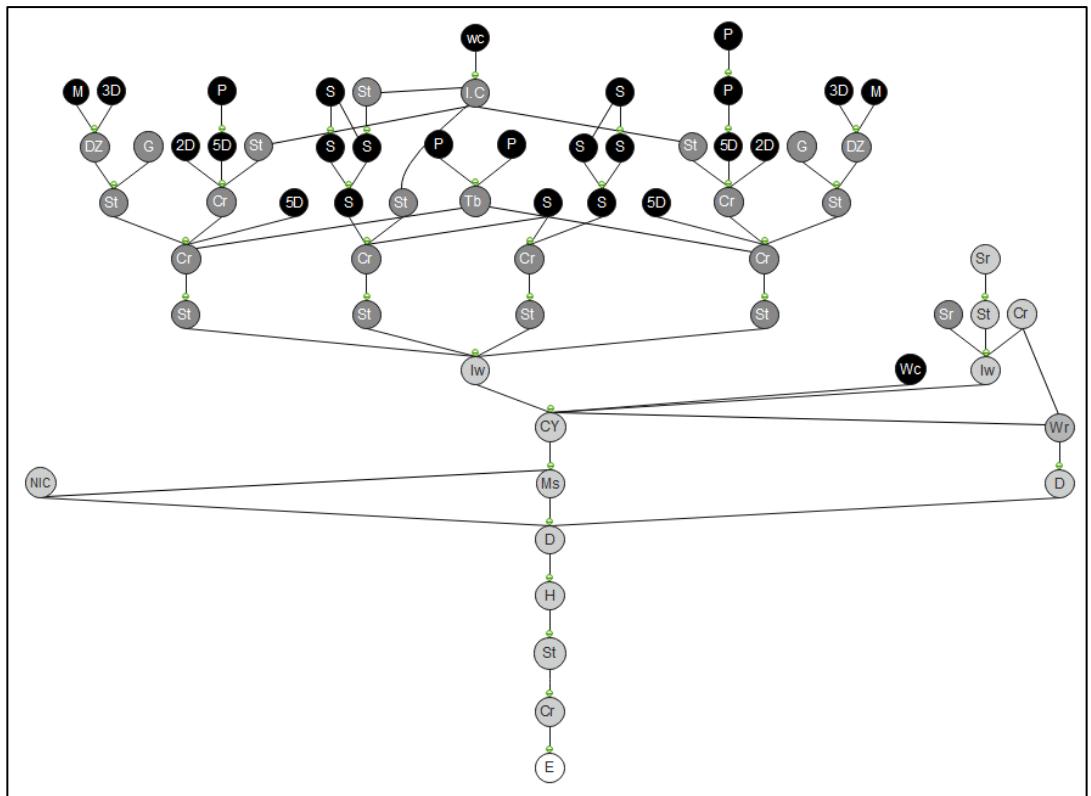 wc P
M 3D P S St I.C S P 3D M
DZ G 2D 5D St S S P P S S St 5D 2D G DZ
St Cr 5D S St Tb S S 5D Cr St
Cr Cr Cr Cr Sr
St St St St Sr St Cr
Iw Wc Iw
CY Wr
NIC Ms D
D
H
St
Cr
E